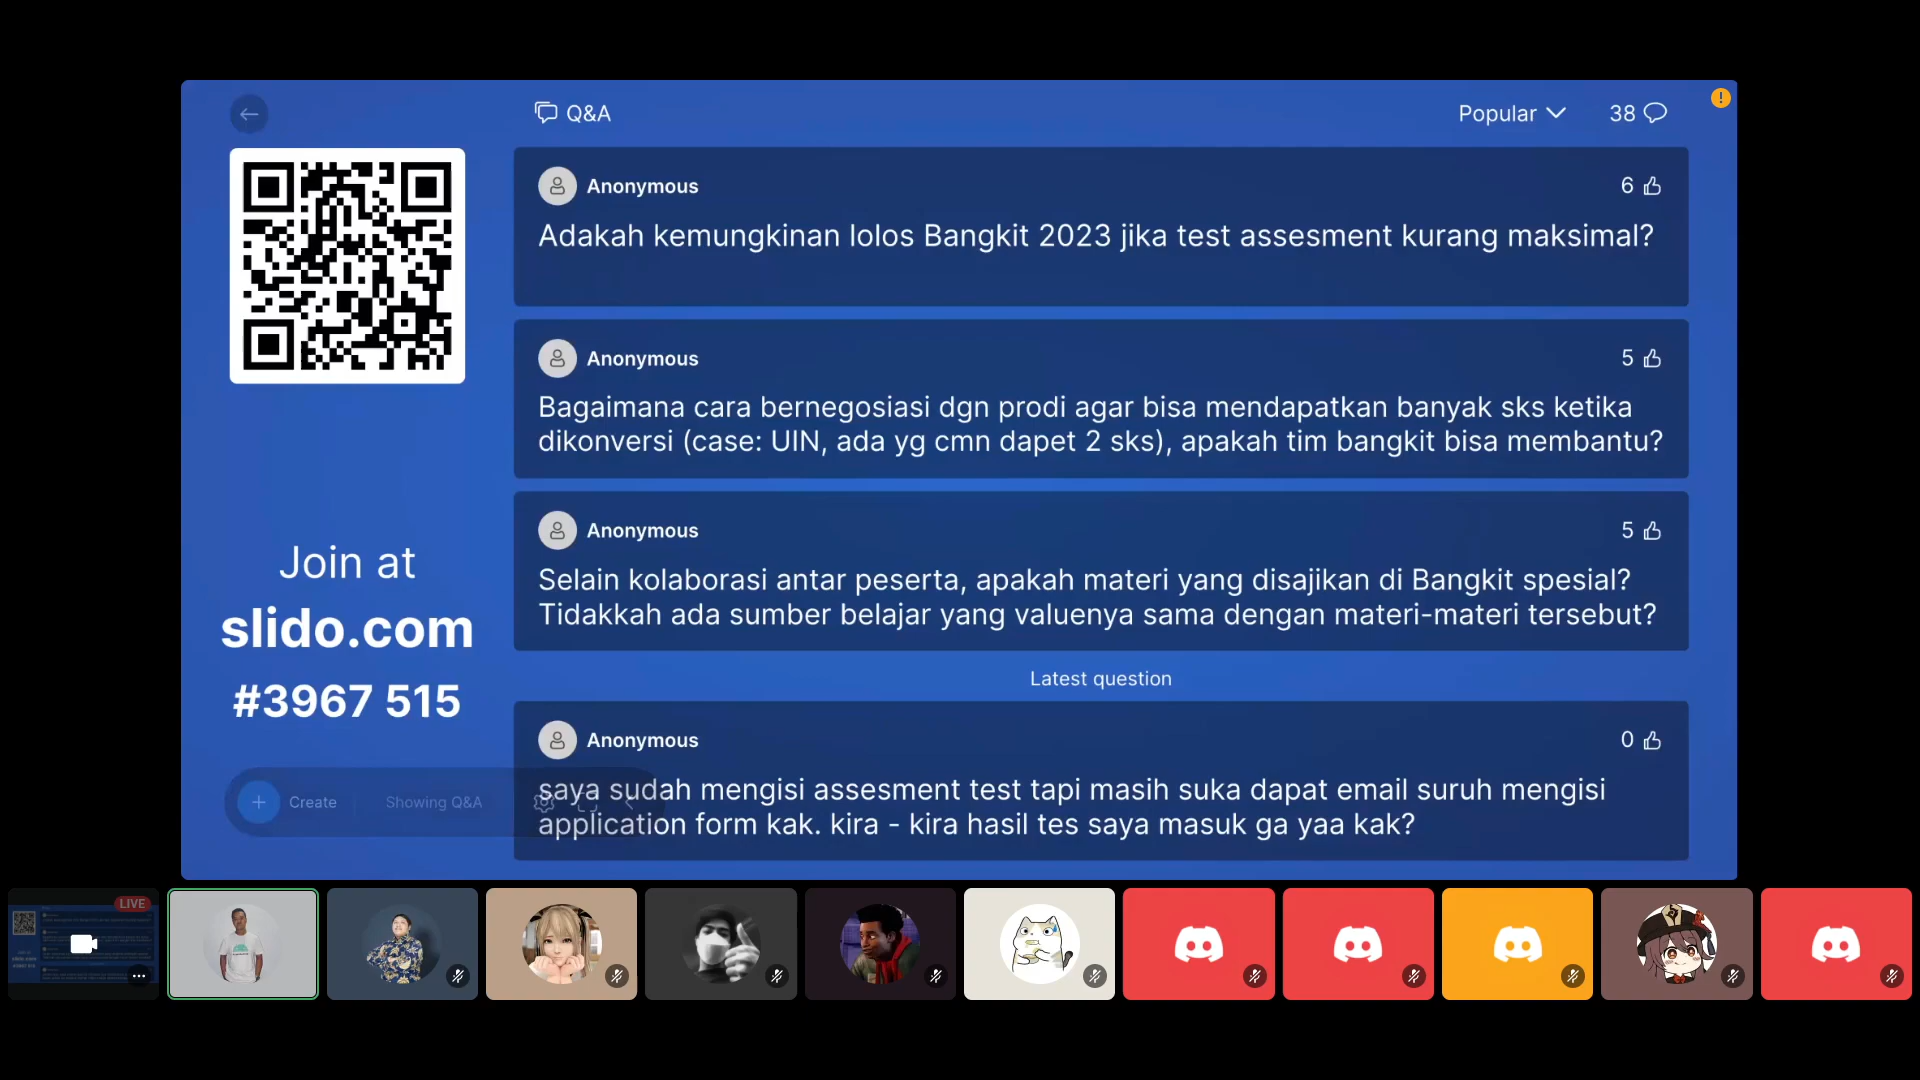 Q&A
Popular
38
Anonymous
6
Adakah kemungkinan lolos Bangkit 2023 jika test assesment kurang maksimal?
Anonymous
5
Bagaimana cara bernegosiasi dgn prodi agar bisa mendapatkan banyak sks ketika
dikonversi (case: UIN, ada yg cmn dapet 2 sks), apakah tim bangkit bisa membantu?
Anonymous
5
Selain kolaborasi antar peserta, apakah materi yang disajikan di Bangkit spesial?
Tidakkah ada sumber belajar yang valuenya sama dengan materi-materi tersebut?
Latest question
Anonymous
0
saya sudah mengisi assesment test tapi masih suka dapat email suruh mengisi
application form kak. kira - kira hasil tes saya masuk ga yaa kak?
Join at
slido.com
#3967 515
Create
Showing Q&A
LIVE